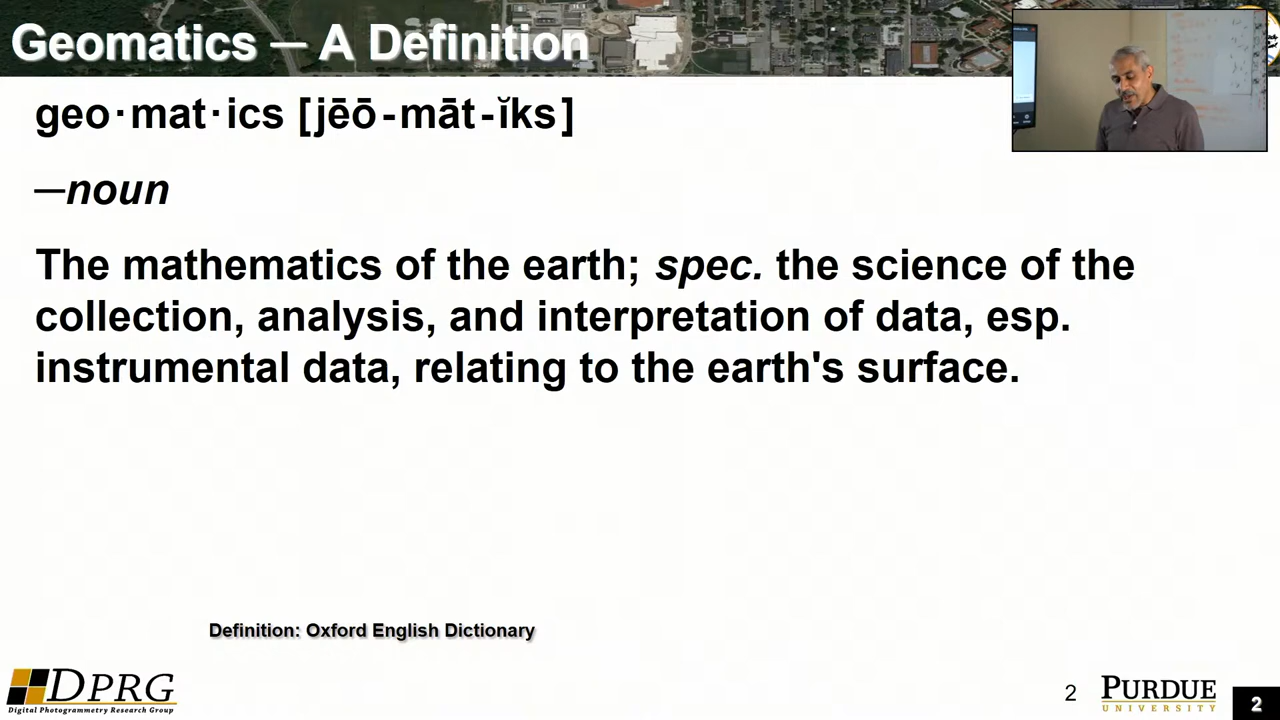 Geomatics — A Definition
geo·mat·ics [jēō-māt-ĭks]
—noun
The mathematics of the earth; spec. the science of the
collection, analysis, and interpretation of data, esp.
instrumental data, relating to the earth's surface.
Definition: Oxford English Dictionary
DPRG
Digital Photogrammetry Research Group
2
PURDUE
UNIVERSITY
2